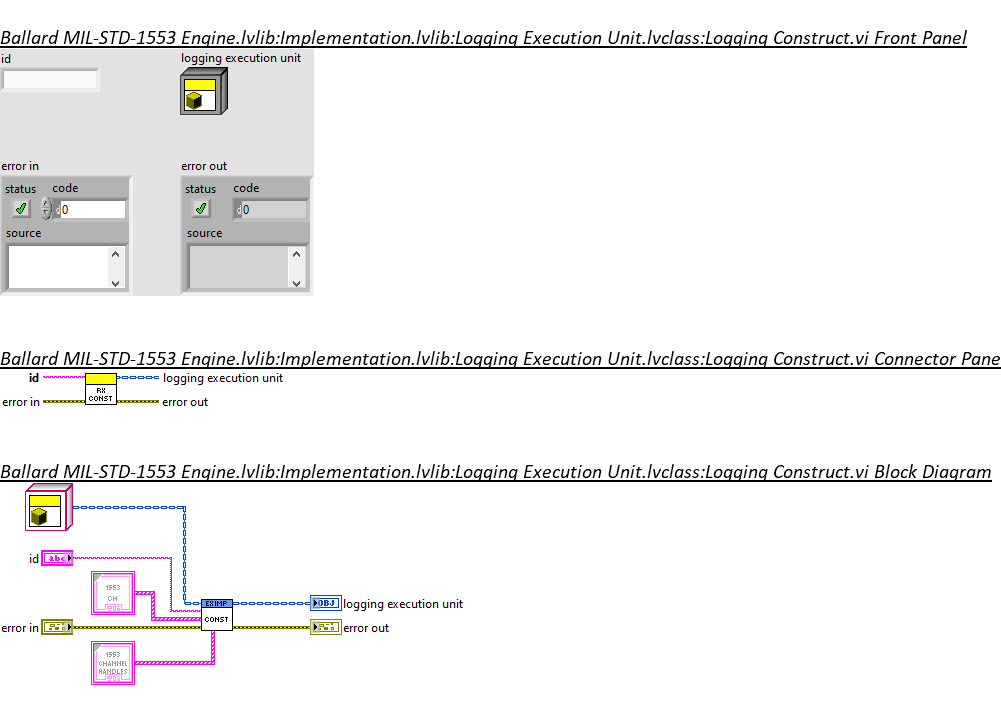 Ballard MIL-STD-1553 Engine.lvlib:Implementation.lvlib:Logging Execution Unit.lvclass:Logging Construct.vi Front Panel
id
logging execution unit
error in
error out
status code
status code
0
d0
source
source
Ballard MIL-STD-1553 Engine.lvlib:Implementation.lvlib:Logging Execution Unit.lvclass:Logging Construct.vi Connector Pane
id
logging execution unit
RX
CONST
error in
error out
Ballard MIL-STD-1553 Engine.lvlib:Implementation.lvlib:Logging Execution Unit.lvclass:Logging Construct.vi Block Diagram
id
abc
1553
CH
EXIMP
CONST
OBJ
logging execution unit
error in
error out
1553
CHANNEL
HANDLES